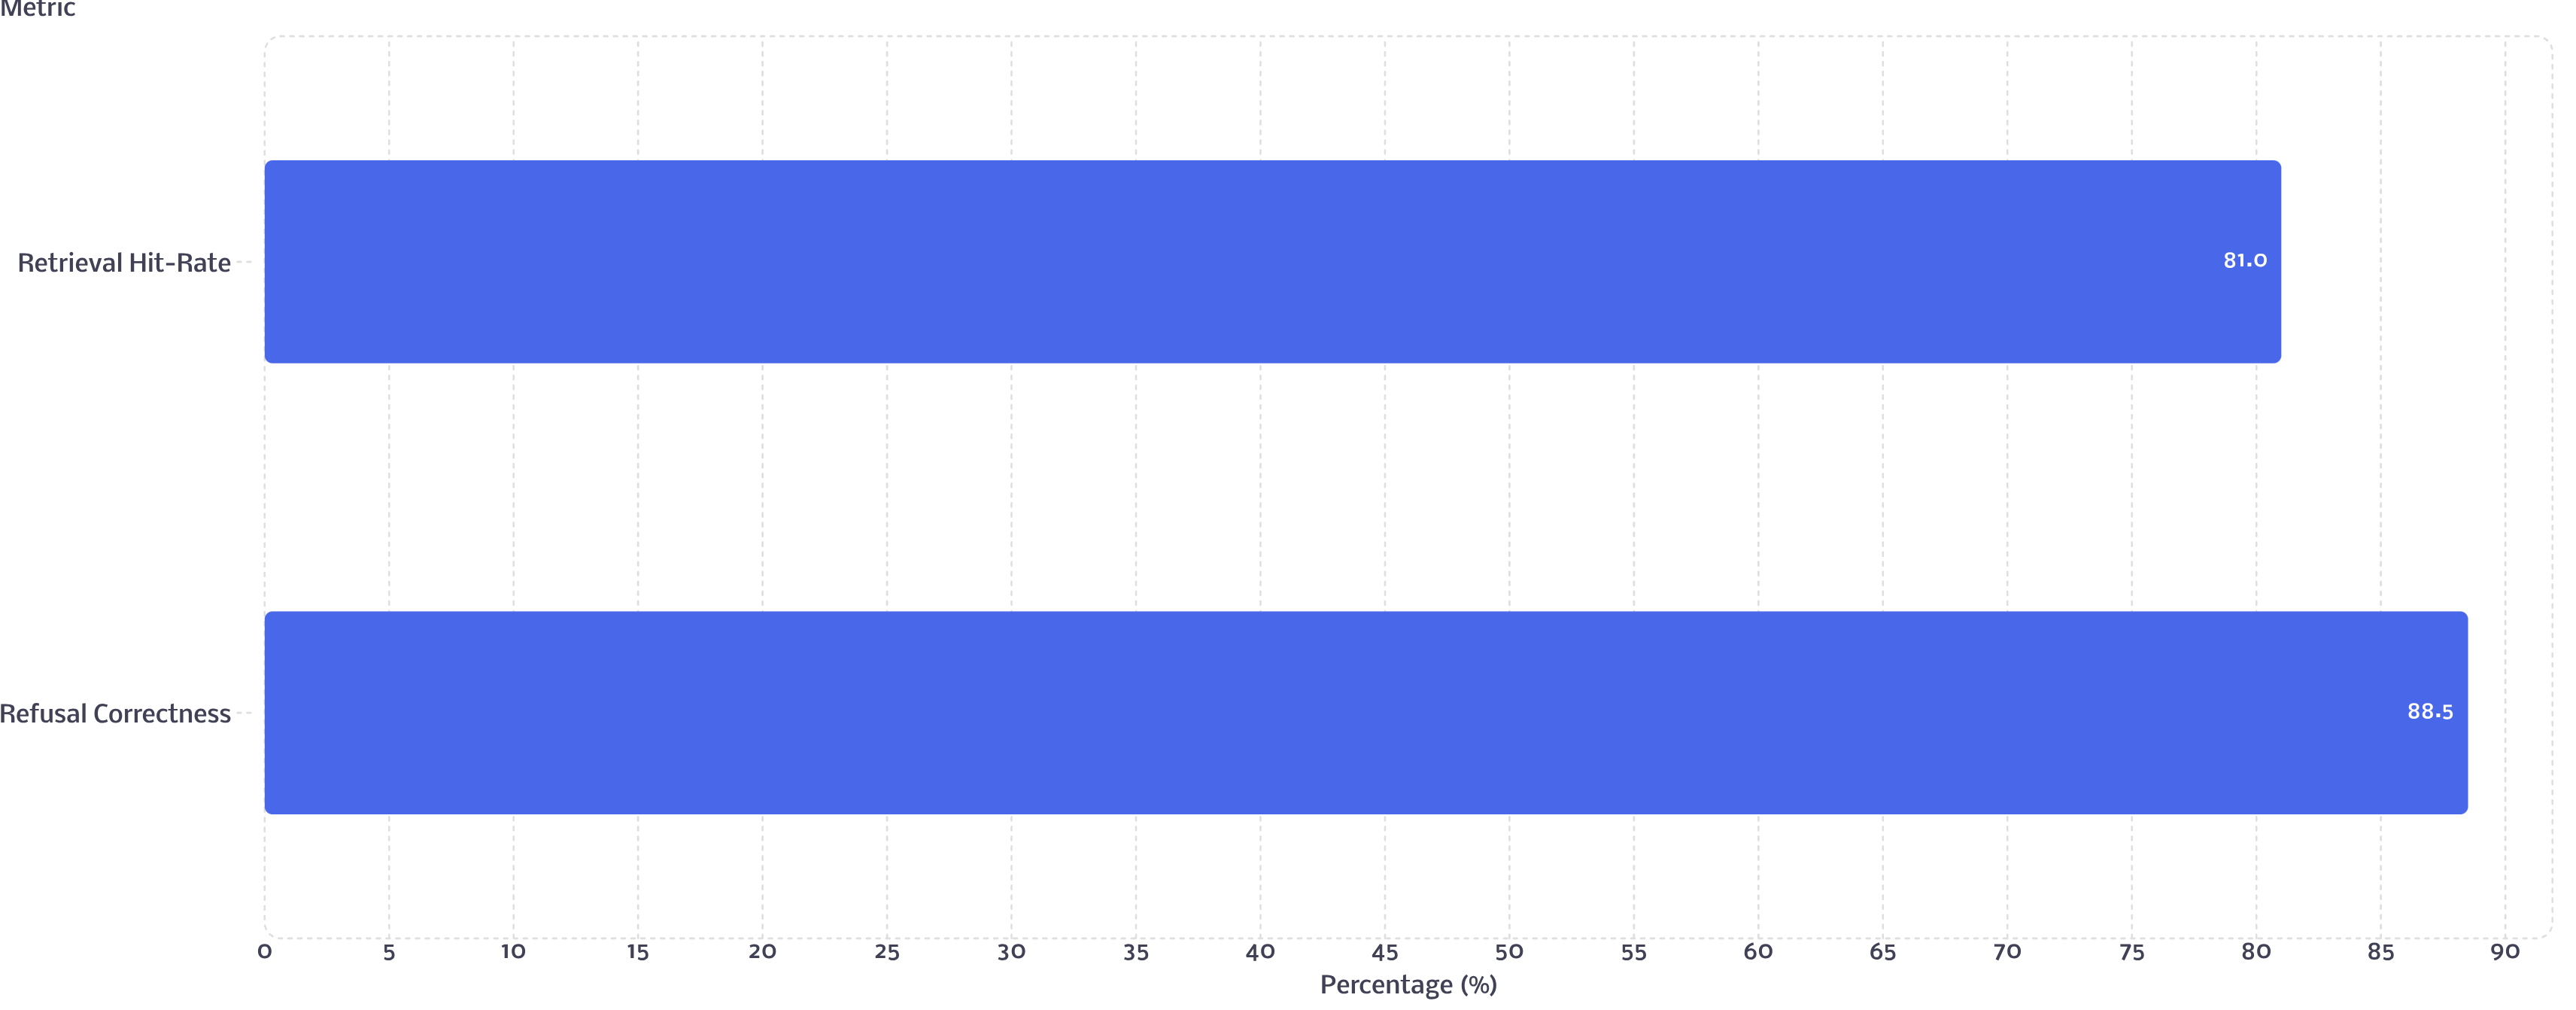 Metric
Retrieval Hit-Rate
81.0
Refusal Correctness
88.5
0 5 10 15 20 25 30 35 40 45 50 55 60 65 70 75 80 85 90
Percentage (%)